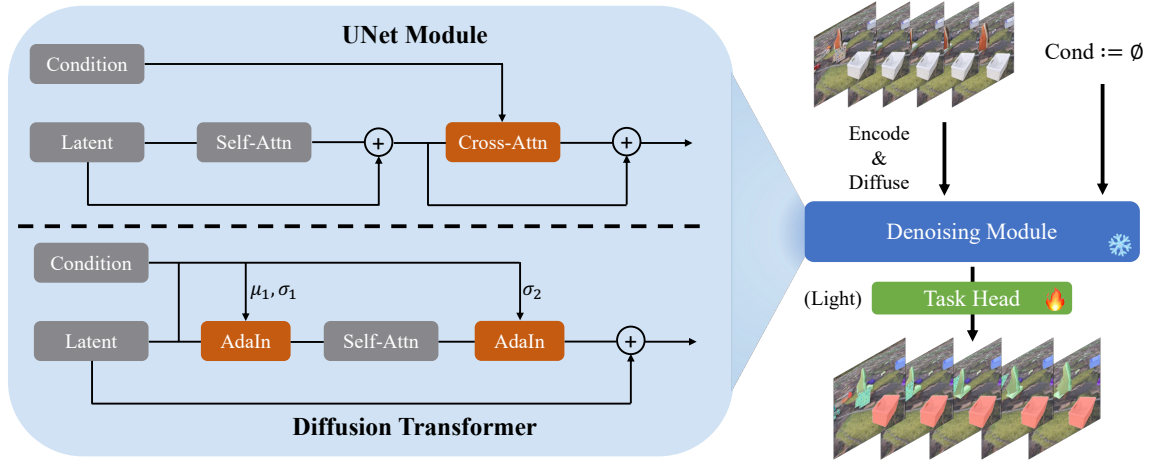 UNet Module
Condition
Latent
Self-Attn
+
Cross-Attn
+
Condition
μ₁, σ₁
σ₂
Latent
AdaIn
Self-Attn
AdaIn
+
Diffusion Transformer
Cond := ∅
Encode
&
Diffuse
Denoising Module
(Light)
Task Head